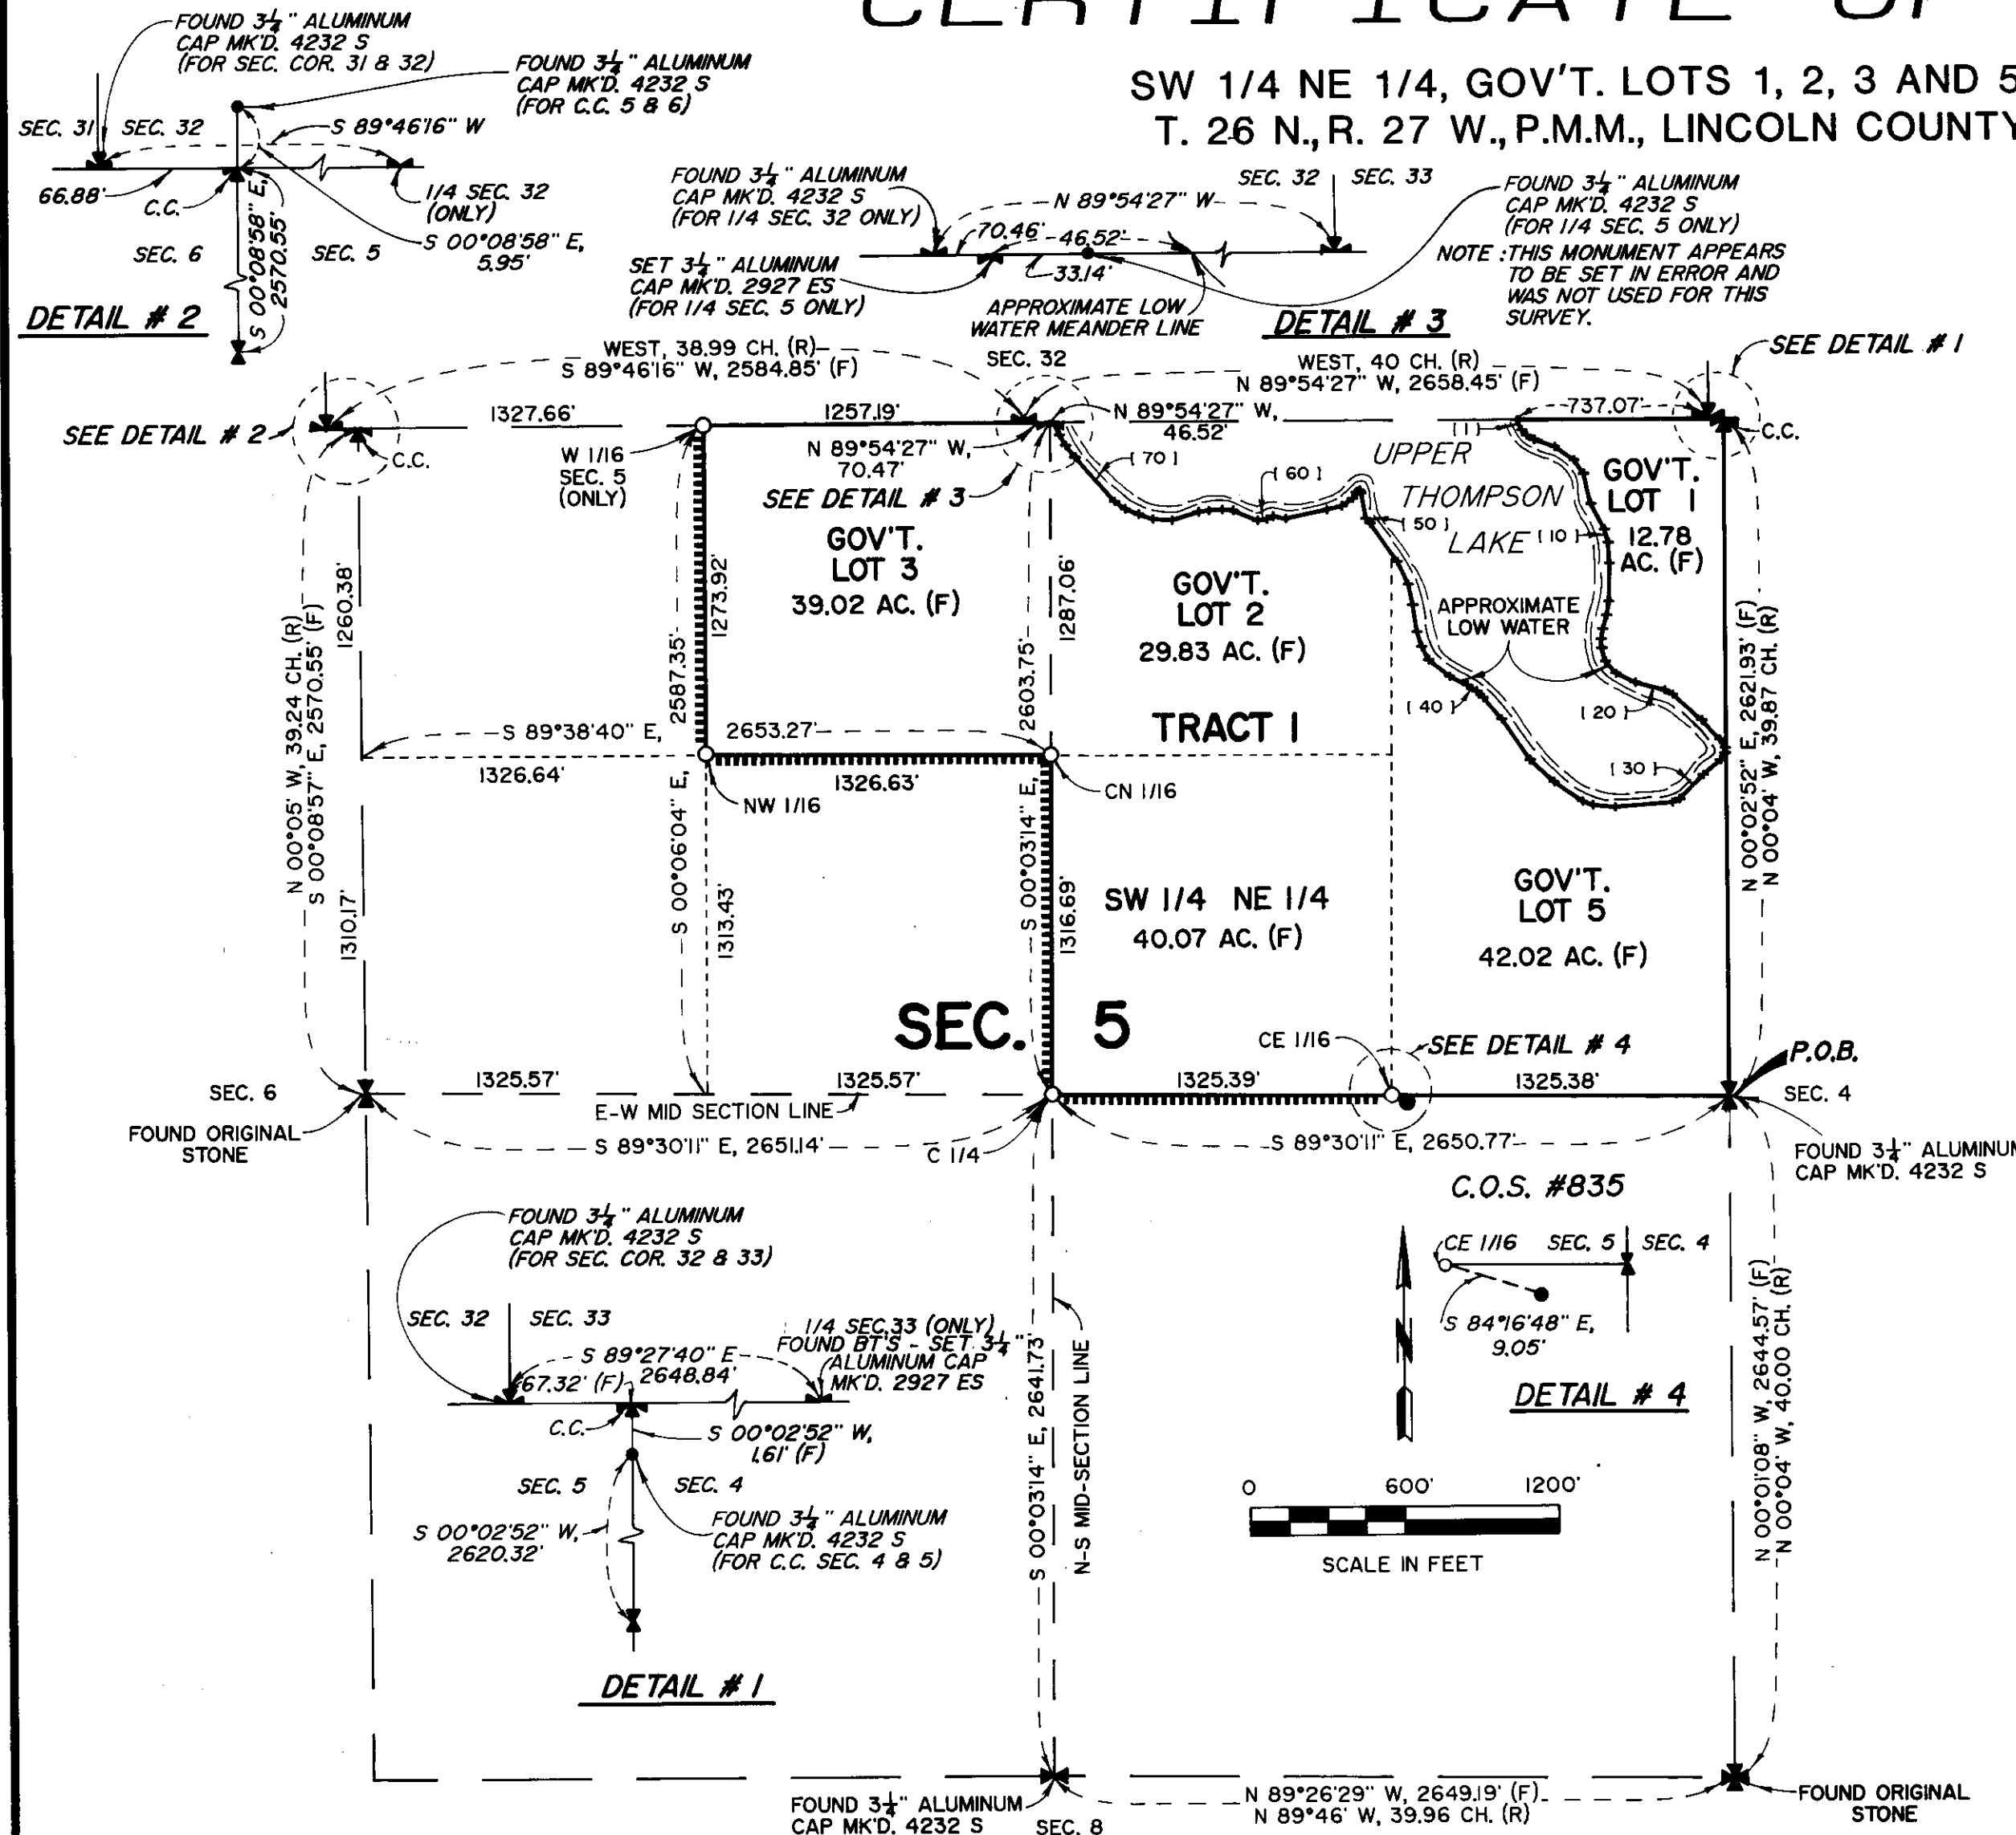 CERTIFICATE OF
SW 1/4 NE 1/4, GOV'T. LOTS 1, 2, 3 AND 5
T. 26 N., R. 27 W., P.M.M., LINCOLN COUNTY
FOUND 3 1/4" ALUMINUM
CAP MK'D. 4232 S
(FOR SEC. COR. 31 & 32)
FOUND 3 1/4" ALUMINUM
CAP MK'D. 4232 S
(FOR C.C. 5 & 6)
SEC. 31
SEC. 32
S 89°46'16" W
66.88'
C.C.
1/4 SEC. 32
(ONLY)
S 00°08'58" E,
5.95'
SEC. 6
SEC. 5
S 00°08'58" E,
2570.55'
DETAIL # 2
FOUND 3 1/4" ALUMINUM
CAP MK'D. 4232 S
(FOR 1/4 SEC. 32 ONLY)
SEC. 32
SEC. 33
N 89°54'27" W
70.46'
46.52'
33.14'
SET 3 1/4" ALUMINUM
CAP MK'D. 2927 ES
(FOR 1/4 SEC. 5 ONLY)
APPROXIMATE LOW
WATER MEANDER LINE
FOUND 3 1/4" ALUMINUM
CAP MK'D. 4232 S
(FOR 1/4 SEC. 5 ONLY)
NOTE : THIS MONUMENT APPEARS
TO BE SET IN ERROR AND
WAS NOT USED FOR THIS
SURVEY.
DETAIL # 3
WEST, 38.99 CH. (R)
S 89°46'16" W, 2584.85' (F)
SEC. 32
WEST, 40 CH. (R)
N 89°54'27" W, 2658.45' (F)
SEE DETAIL # 1
SEE DETAIL # 2
1327.66'
1257.19'
N 89°54'27" W,
46.52'
737.07'
C.C.
C.C.
W 1/16
SEC. 5
(ONLY)
N 89°54'27" W,
70.47'
SEE DETAIL # 3
[ 1 ]
[ 70 ]
[ 60 ]
[ 50 ]
[ 10 ]
UPPER
THOMPSON
LAKE
GOV'T.
LOT 1
12.78
AC. (F)
GOV'T.
LOT 3
39.02 AC. (F)
GOV'T.
LOT 2
29.83 AC. (F)
APPROXIMATE
LOW WATER
1260.38'
1273.92'
1287.06'
N 00°05' W, 39.24 CH. (R)
S 00°08'57" E, 2570.55' (F)
2587.35'
2603.75'
N 00°02'52" E, 2621.93' (F)
N 00°04' W, 39.87 CH. (R)
[ 40 ]
[ 20 ]
[ 30 ]
TRACT 1
S 89°38'40" E,
2653.27'
1326.64'
1326.63'
NW 1/16
CN 1/16
S 00°06'04" E,
S 00°03'14" E,
1310.17'
1313.43'
1316.69'
SW 1/4 NE 1/4
40.07 AC. (F)
GOV'T.
LOT 5
42.02 AC. (F)
SEC. 5
CE 1/16
SEE DETAIL # 4
P.O.B.
SEC. 6
1325.57'
1325.57'
1325.39'
1325.38'
SEC. 4
E-W MID SECTION LINE
FOUND ORIGINAL
STONE
S 89°30'11" E, 2651.14'
C 1/4
S 89°30'11" E, 2650.77'
FOUND 3 1/4" ALUMINUM
CAP MK'D. 4232 S
C.O.S. #835
FOUND 3 1/4" ALUMINUM
CAP MK'D. 4232 S
(FOR SEC. COR. 32 & 33)
SEC. 32
SEC. 33
1/4 SEC.33 (ONLY)
FOUND BT'S - SET 3 1/4"
ALUMINUM CAP
MK'D. 2927 ES
S 89°27'40" E
2648.84'
67.32' (F)
C.C.
S 00°02'52" W,
1.61' (F)
SEC. 5
SEC. 4
S 00°02'52" W,
2620.32'
FOUND 3 1/4" ALUMINUM
CAP MK'D. 4232 S
(FOR C.C. SEC. 4 & 5)
DETAIL # 1
S 00°03'14" E, 2641.73'
N-S MID-SECTION LINE
N
CE 1/16
SEC. 5
SEC. 4
S 84°16'48" E,
9.05'
DETAIL # 4
0 600' 1200'
SCALE IN FEET
N 00°01'08" W, 2644.57' (F)
N 00°04' W, 40.00 CH. (R)
FOUND 3 1/4" ALUMINUM
CAP MK'D. 4232 S
SEC. 8
N 89°26'29" W, 2649.19' (F)
N 89°46' W, 39.96 CH. (R)
FOUND ORIGINAL
STONE